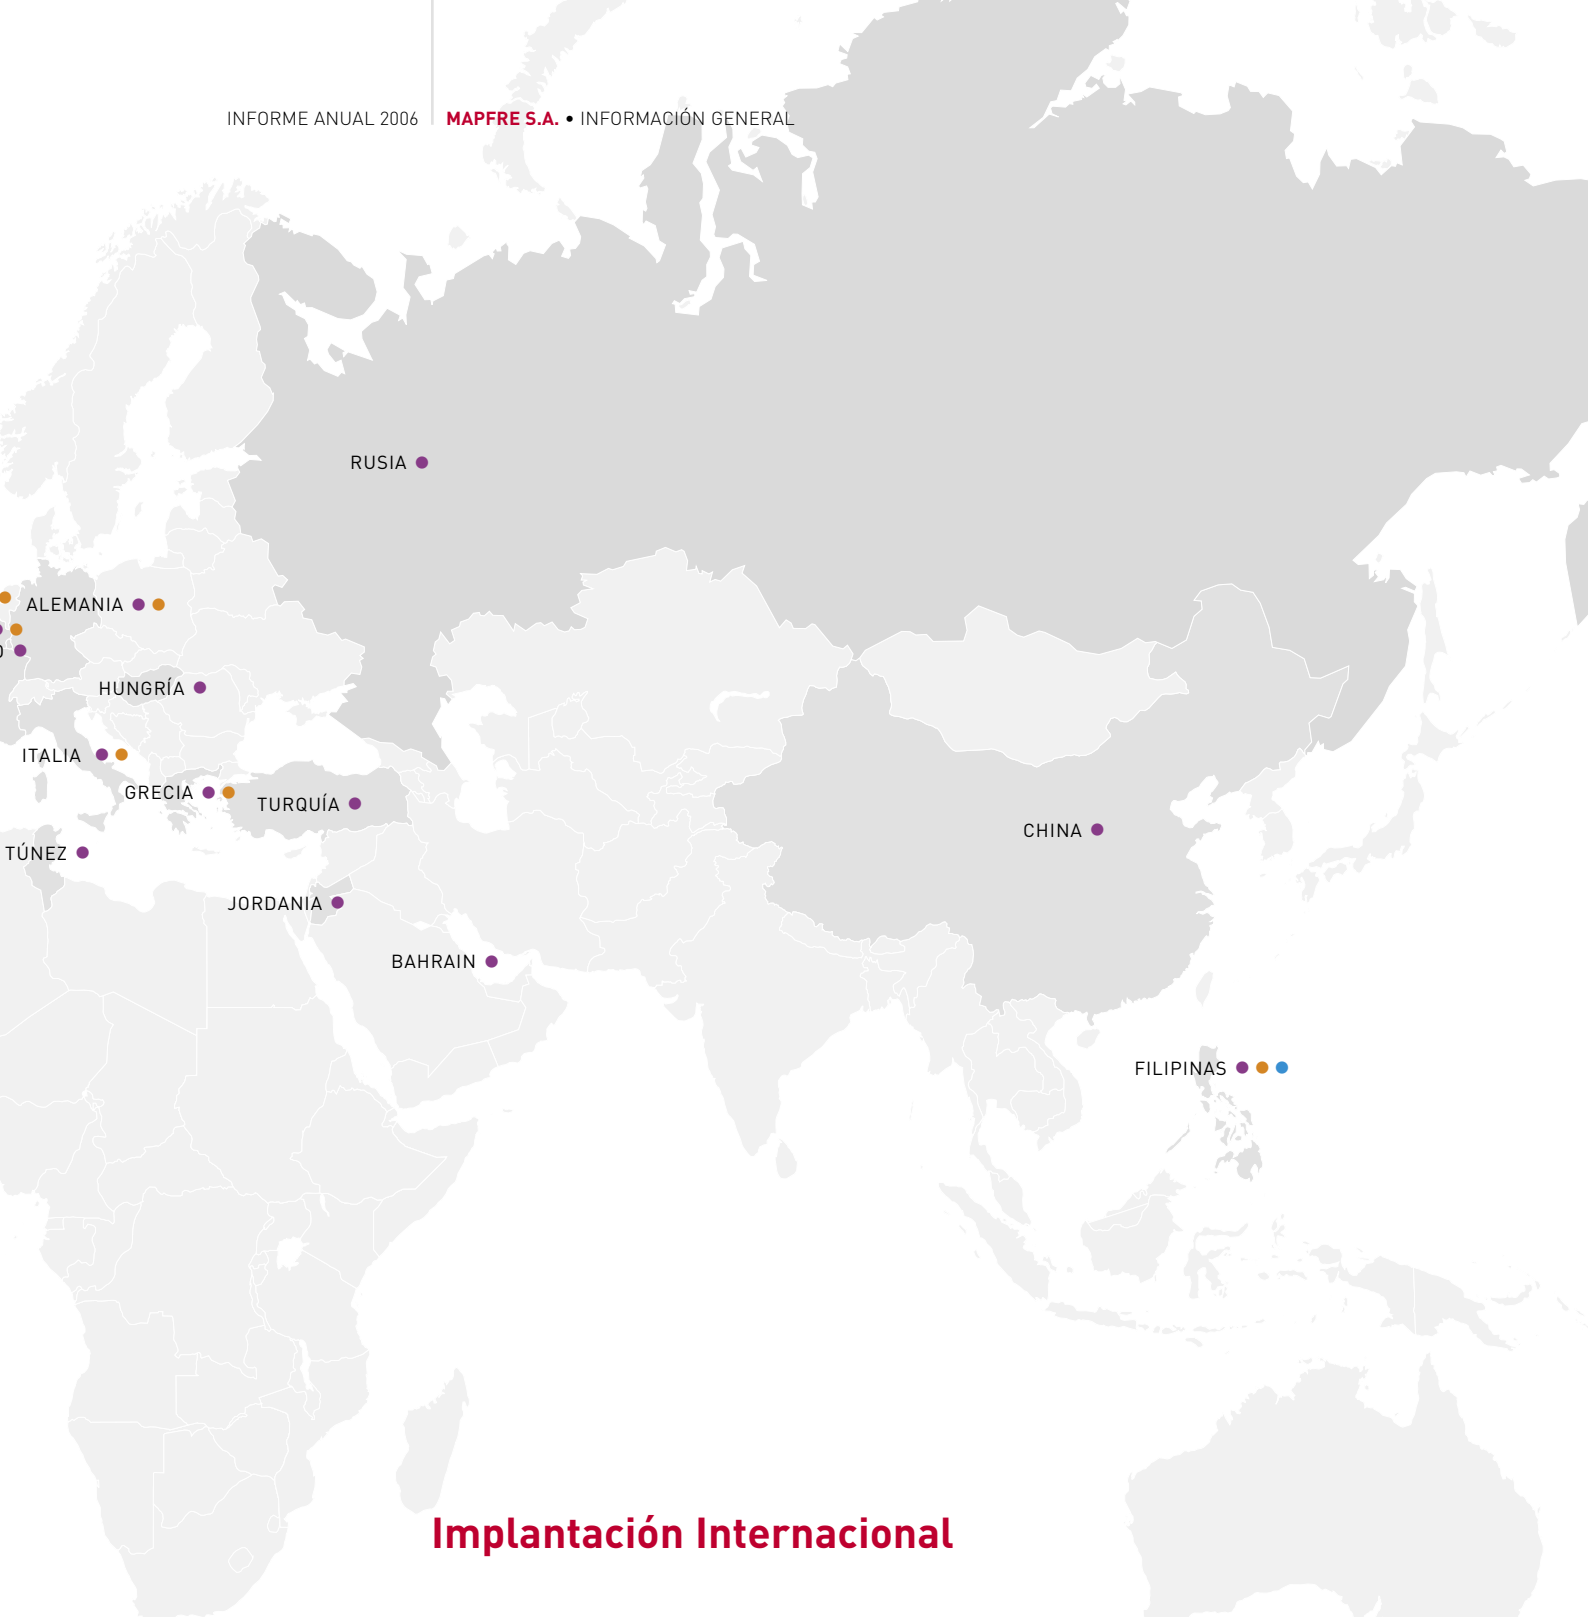 INFORME ANUAL 2006 MAPFRE S.A. • INFORMACIÓN GENERAL
RUSIA
ALEMANIA
HUNGRÍA
ITALIA
GRECIA
TURQUÍA
CHINA
TÚNEZ
JORDANIA
BAHRAIN
FILIPINAS
Implantación Internacional